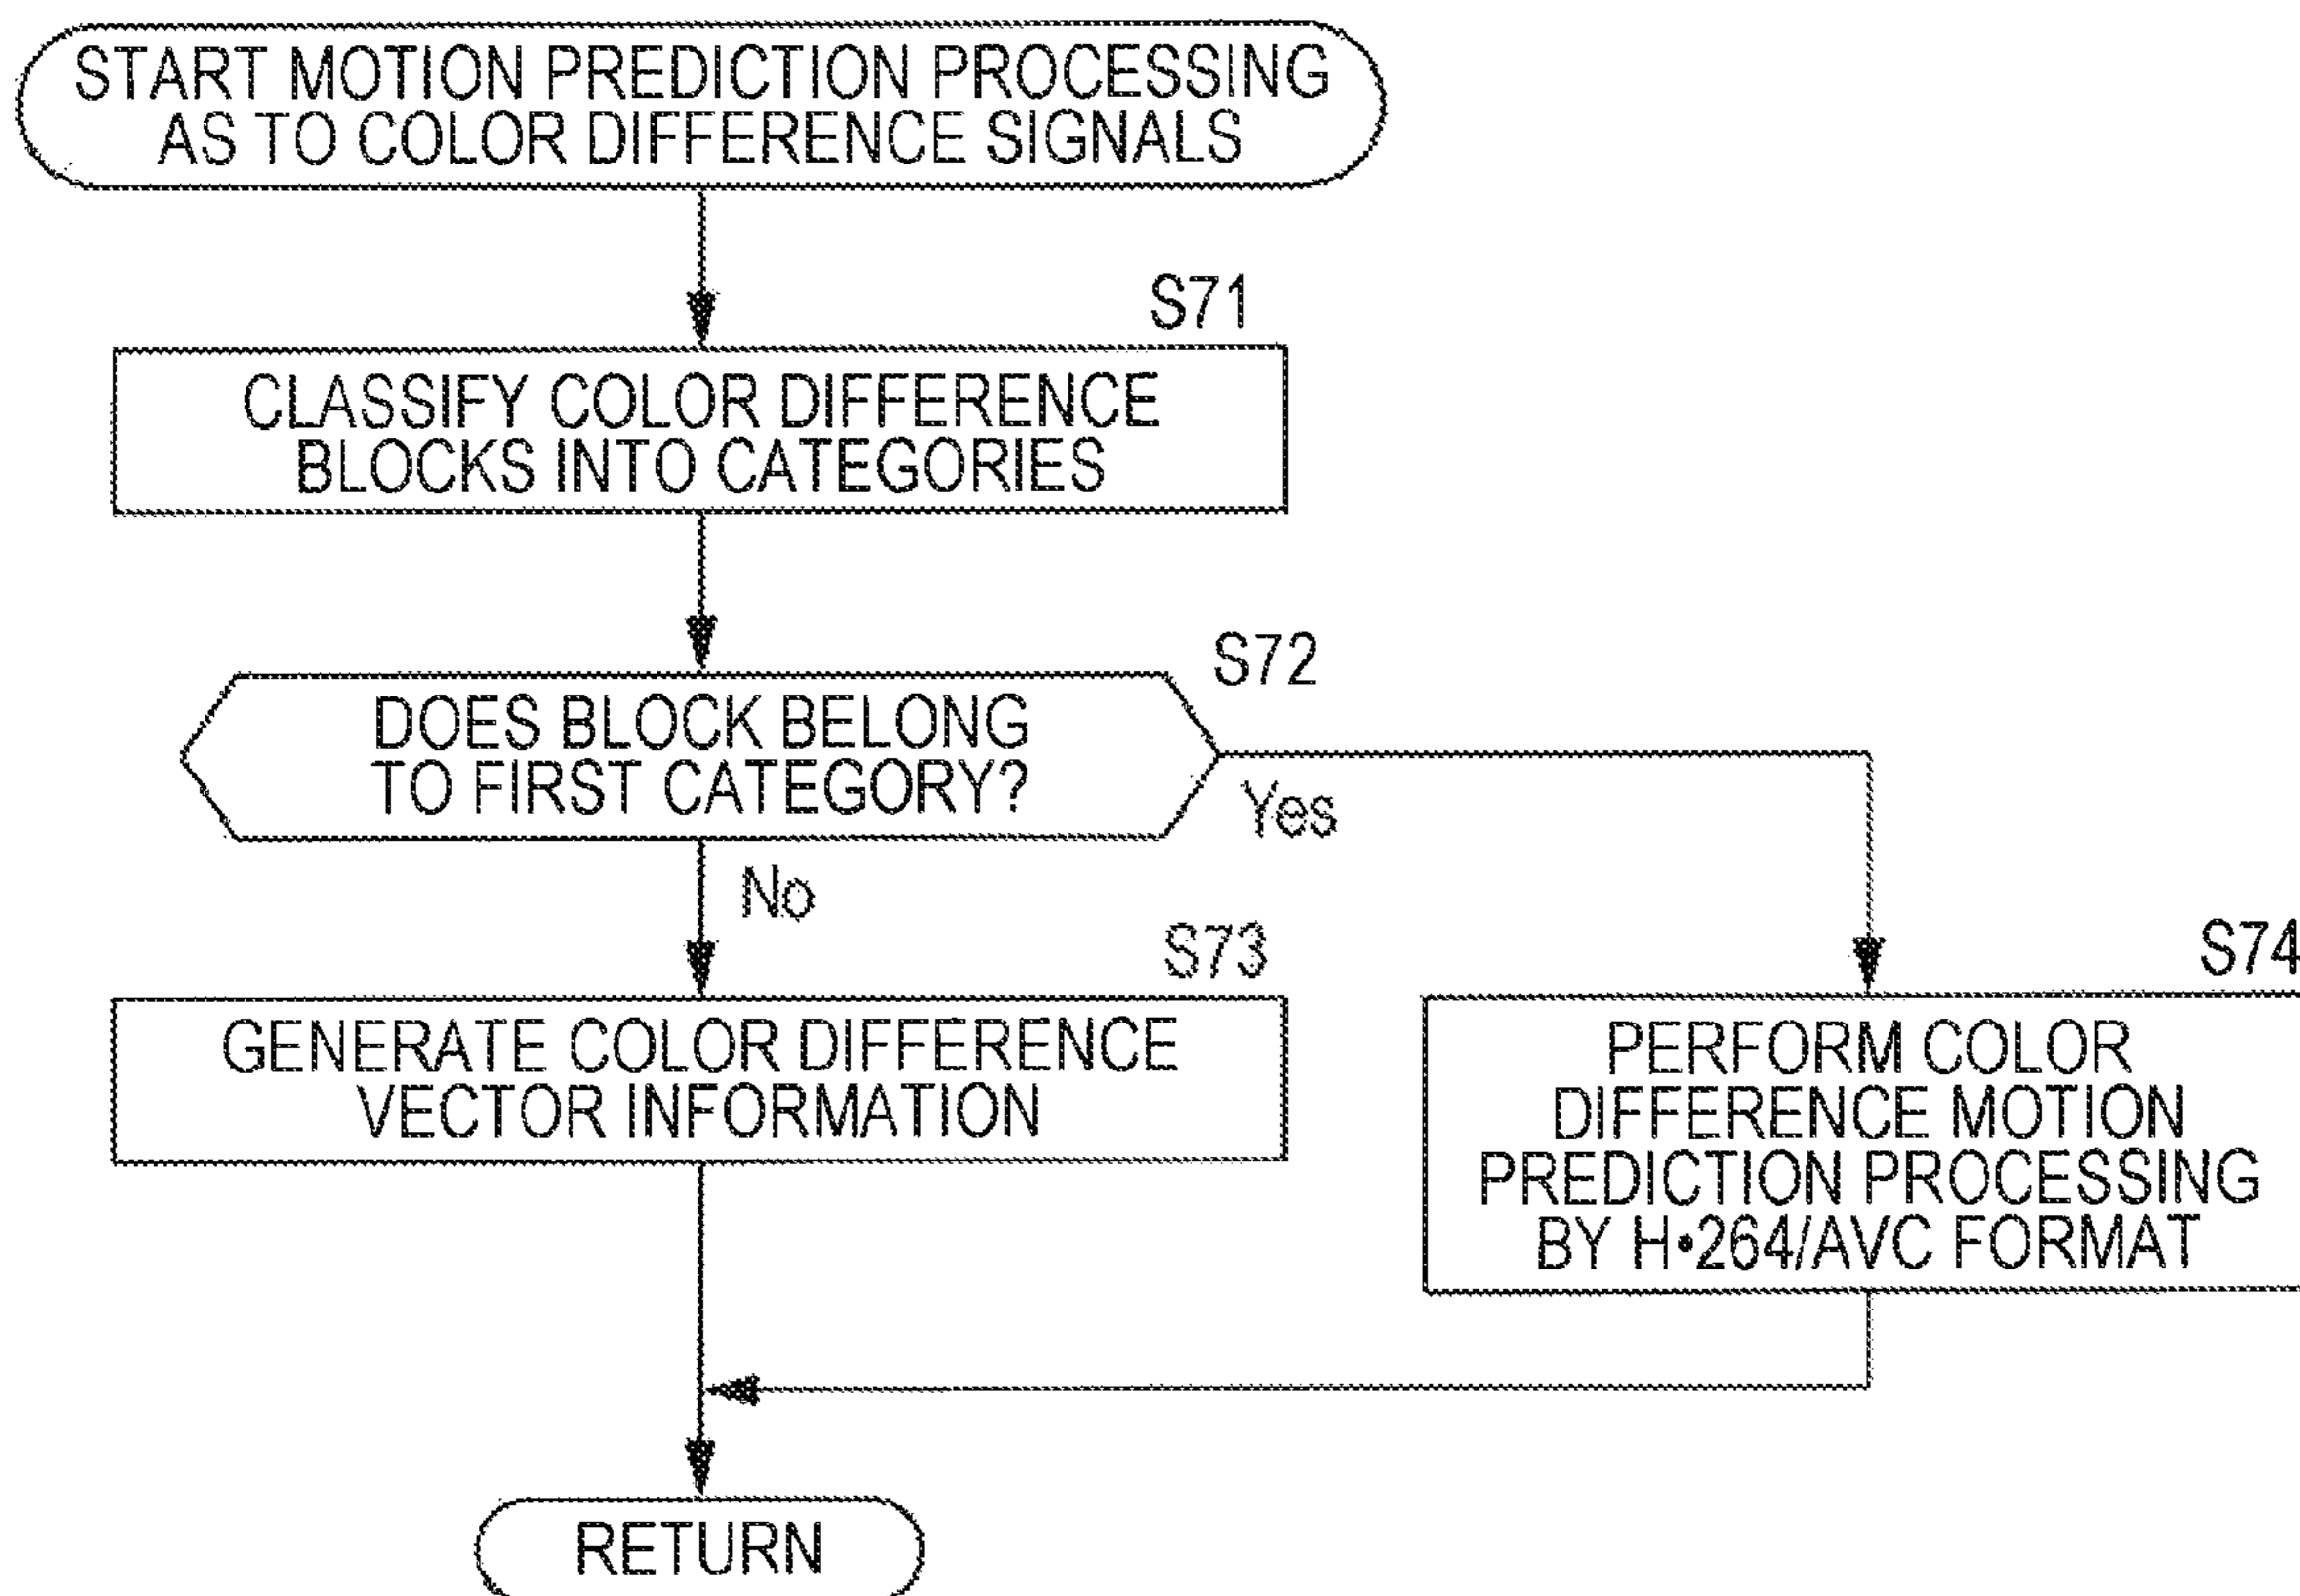 START MOTION PREDICTION PROCESSING
AS TO COLOR DIFFERENCE SIGNALS
S71
CLASSIFY COLOR DIFFERENCE
BLOCKS INTO CATEGORIES
S72
DOES BLOCK BELONG
TO FIRST CATEGORY?
Yes
No
S73
GENERATE COLOR DIFFERENCE
VECTOR INFORMATION
S74
PERFORM COLOR
DIFFERENCE MOTION
PREDICTION PROCESSING
BY H•264/AVC FORMAT
RETURN